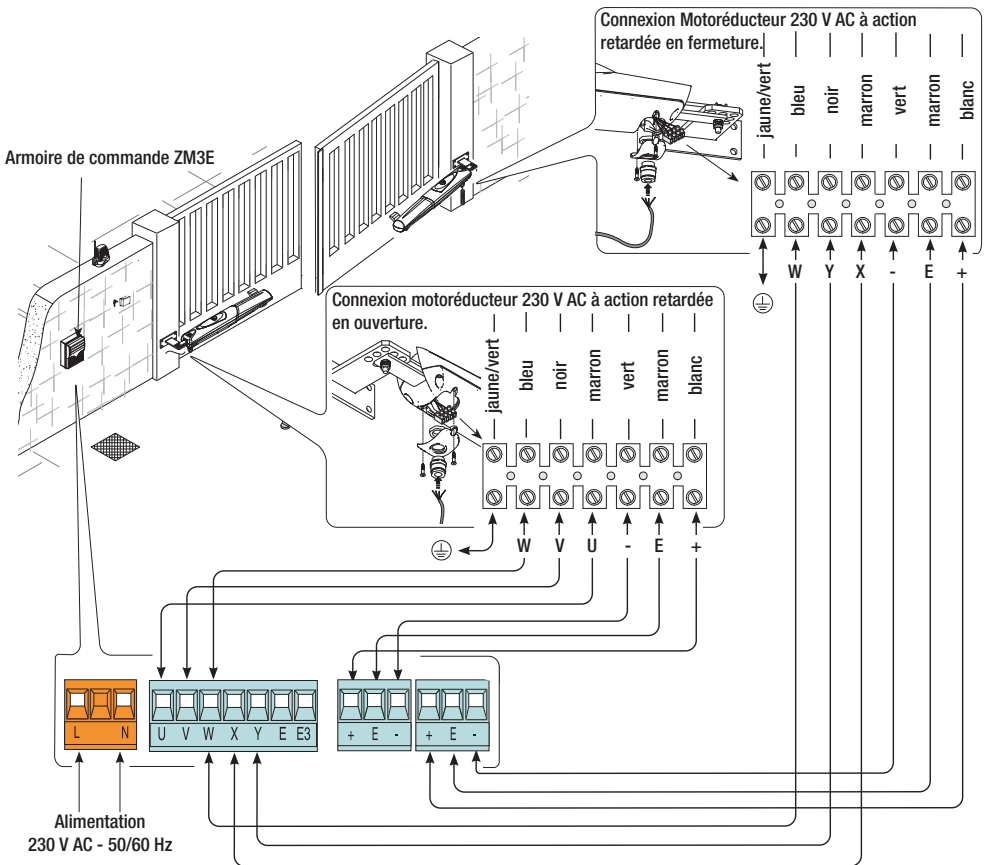 Connexion Motoréducteur 230 V AC à action
retardée en fermeture.
jaune/vert
bleu
noir
marron
vert
marron
blanc
W Y X - E +
Armoire de commande ZM3E
Connexion motoréducteur 230 V AC à action retardée
en ouverture.
jaune/vert
bleu
noir
marron
vert
marron
blanc
W V U - E +
L N
U V W X Y E E3
+ E -
+ E -
Alimentation
230 V AC - 50/60 Hz